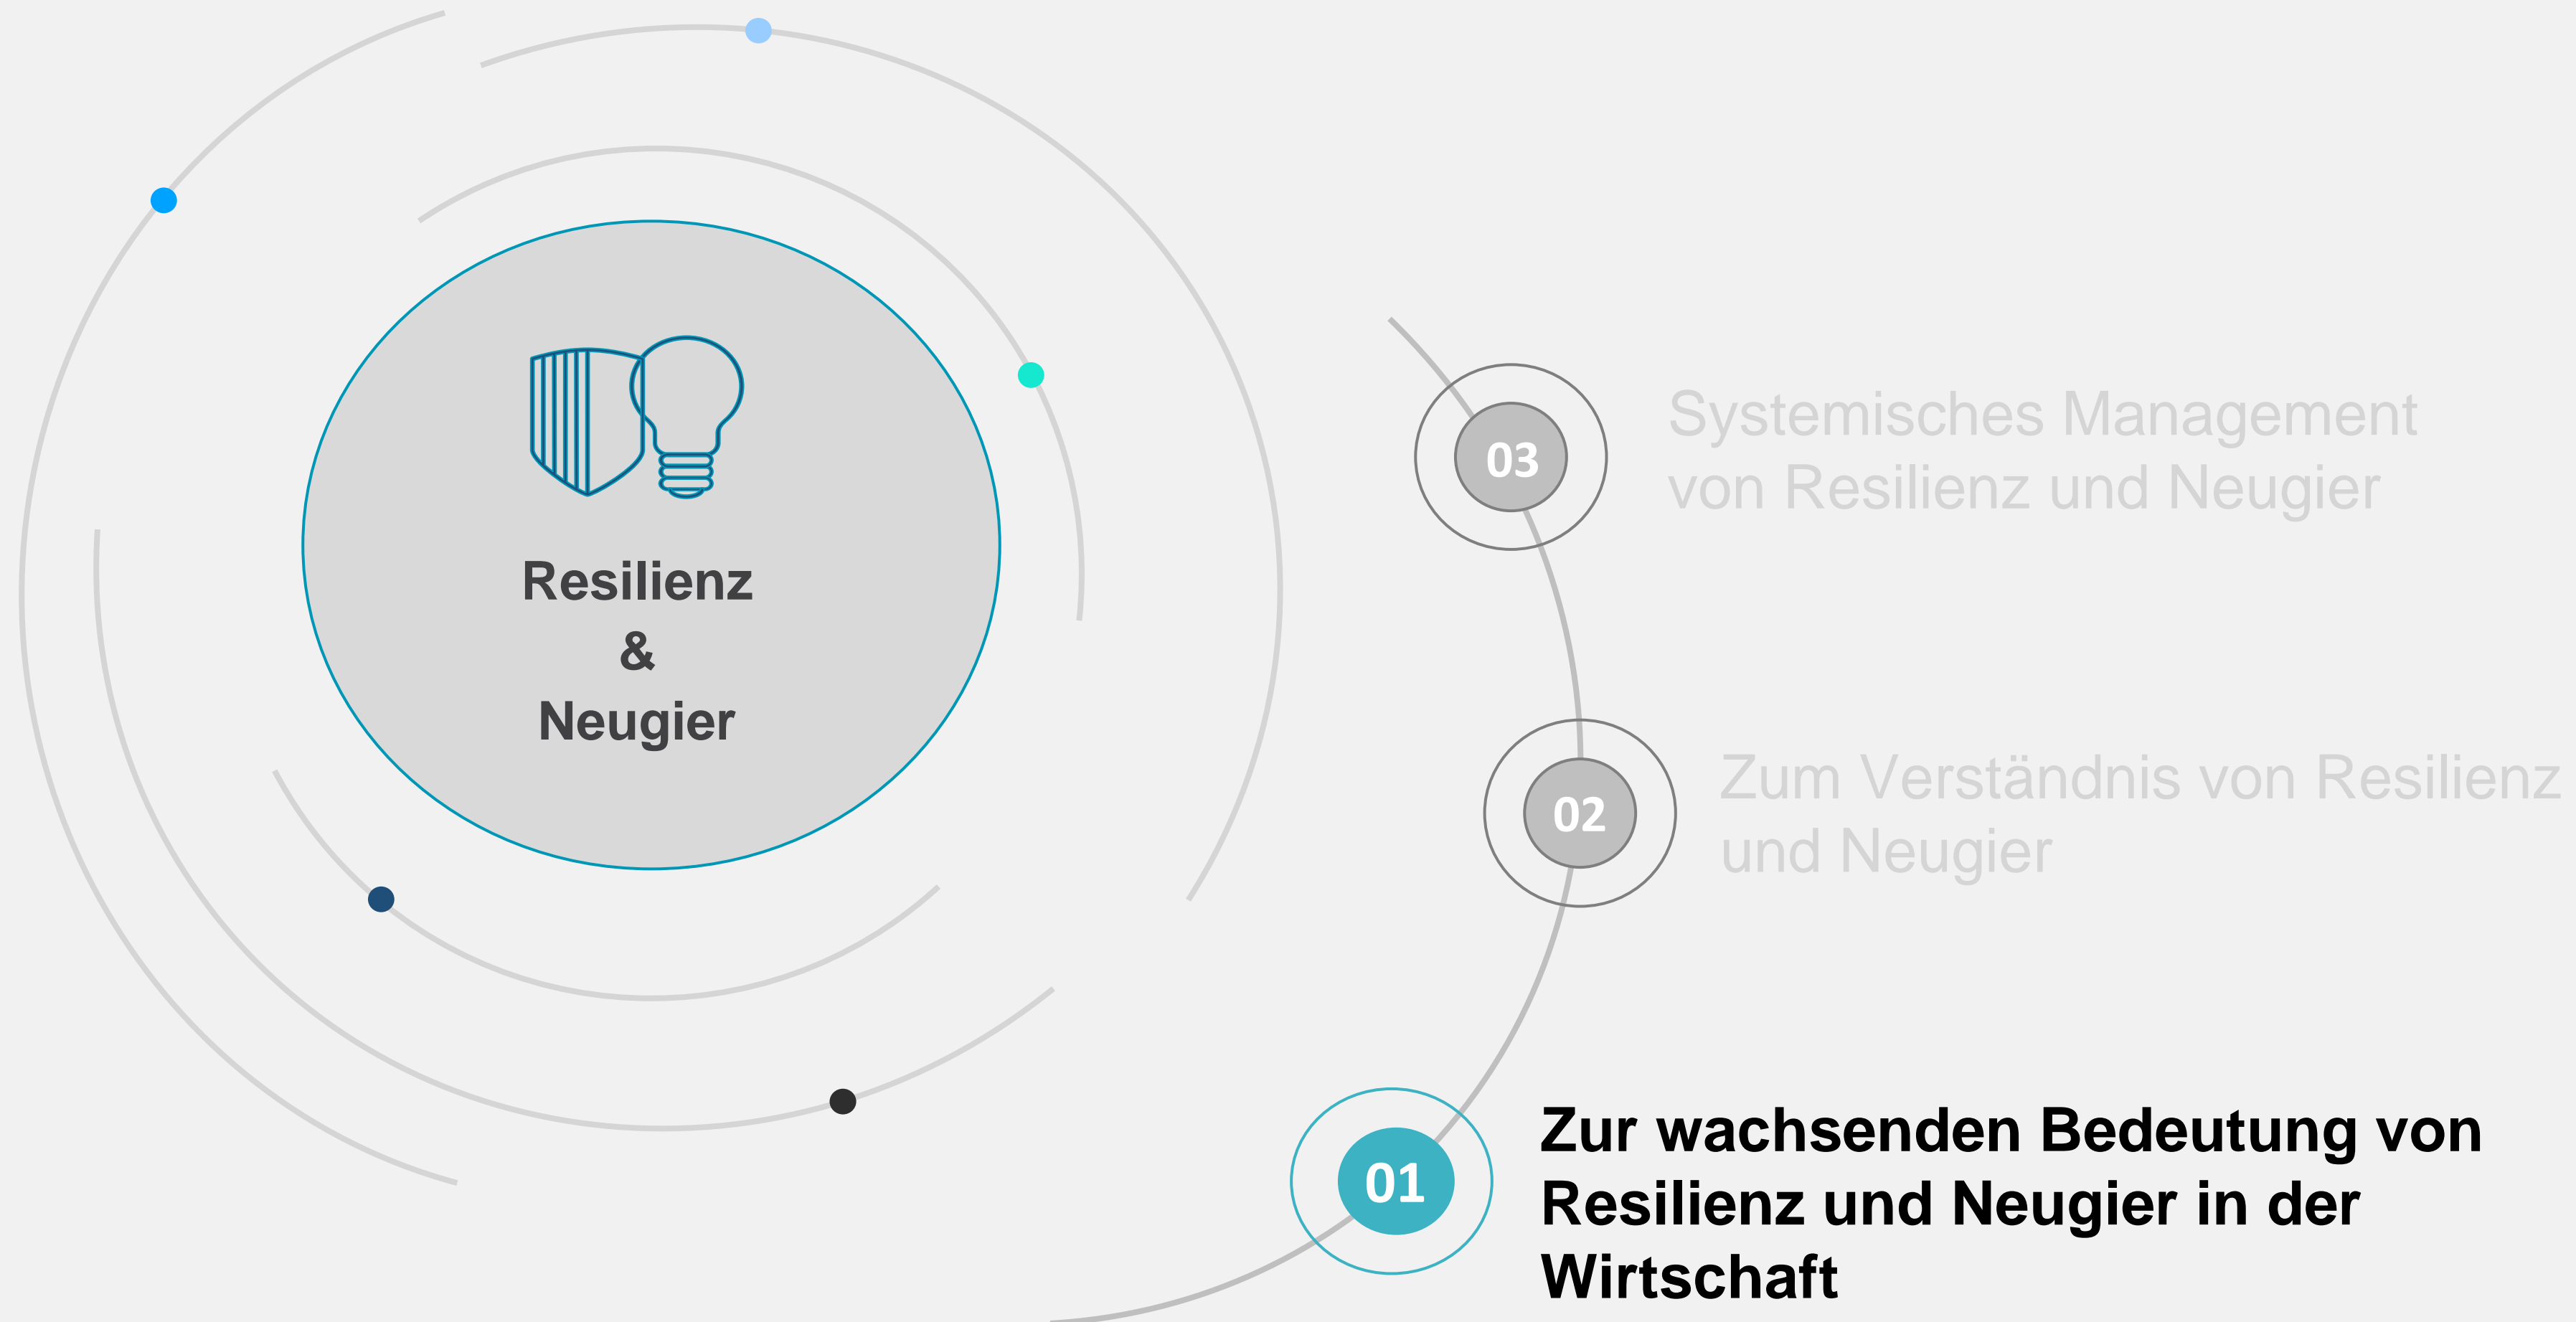 Resilienz
&
Neugier
03
Systemisches Management
von Resilienz und Neugier
02
Zum Verständnis von Resilienz
und Neugier
01
Zur wachsenden Bedeutung von
Resilienz und Neugier in der
Wirtschaft